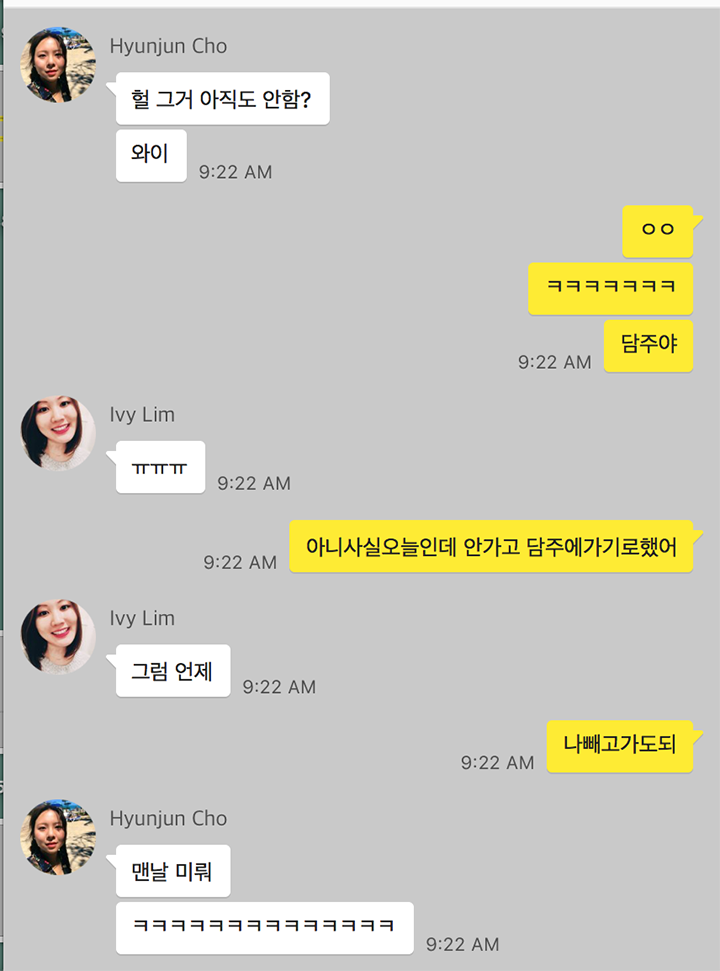 Hyunjun Cho
헐 그거 아직도 안함?
와이
9:22 AM
ㅇㅇ
ㅋㅋㅋㅋㅋㅋㅋ
담주야
9:22 AM
Ivy Lim
ㅠㅠㅠ
9:22 AM
아니사실오늘인데 안가고 담주에가기로했어
9:22 AM
Ivy Lim
그럼 언제
9:22 AM
나빼고가도되
9:22 AM
Hyunjun Cho
맨날 미뤄
ㅋㅋㅋㅋㅋㅋㅋㅋㅋㅋㅋㅋㅋㅋ
9:22 AM